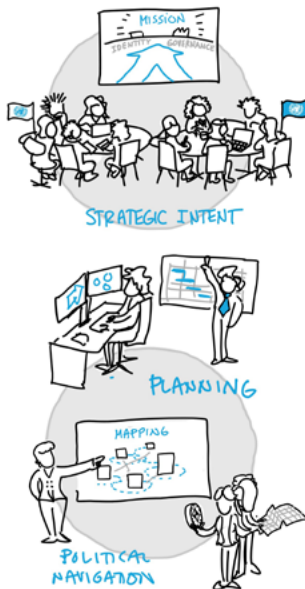 MISSION
IDENTITY GOVERNANCE
STRATEGIC INTENT
PLANNING
MAPPING
POLITICAL
NAVIGATION